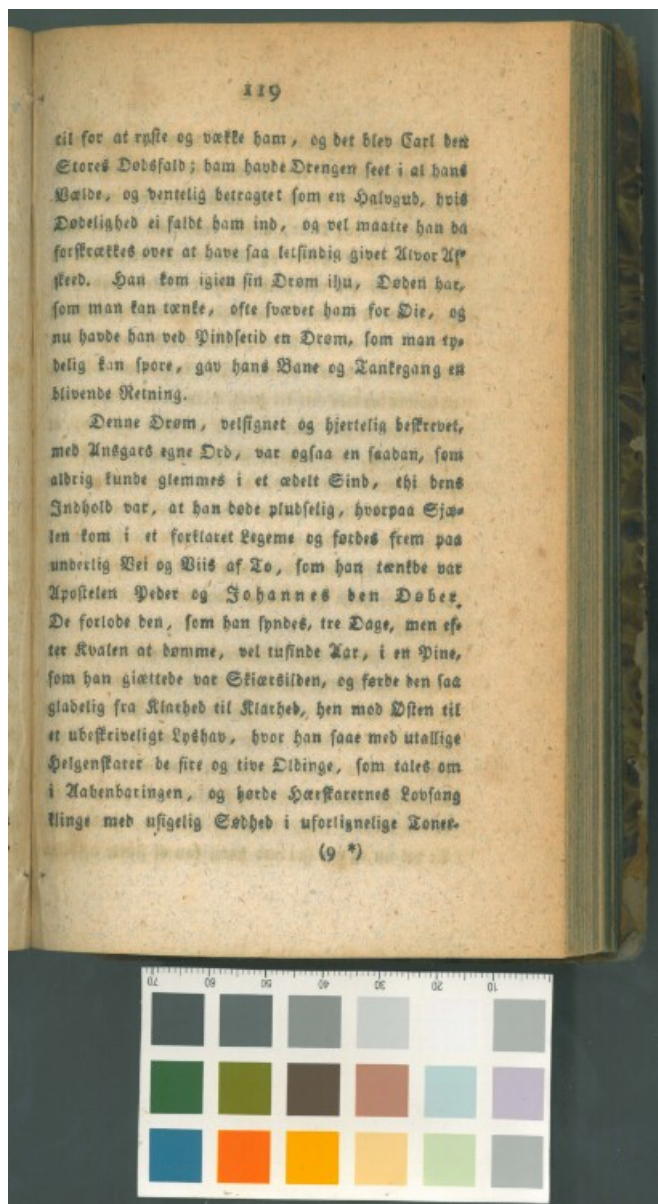 119
til for at ryste og vække ham, og det blev Carl den
Stores Dødsfald; ham havde Drengen seet i al hans
Vælde, og ventelig betragtet som en Halvgud, hvis
Dødelighed ei faldt ham ind, og vel maatte han da
forskrækkes over at have saa letsindig givet Alvor Af-
skeed. Han kom igien sin Drøm ihu, Døden har,
som man kan tænke, ofte svævet ham for Øie, og
nu havde han ved Pindsetid en Drøm, som man ty-
delig kan spore, gav hans Bane og Tankegang en
blivende Retning.
Denne Drøm, velsignet og hjertelig beskrevet,
med Ansgars egne Ord, var ogsaa en saadan, som
aldrig kunde glemmes i et ædelt Sind, thi dens
Indhold var, at han døde pludselig, hvorpaa Sjæ-
len kom i et forklaret Legeme og førdes frem paa
underlig Vei og Viis af To, som han tænkde var
Apostelen Peder og Johannes den Døber.
De forlode den, som han syndes, tre Dage, men ef-
ter Kvalen at dømme, vel tusinde Aar, i en Pine,
som han giættede var Skiærsilden, og førde den saa
gladelig fra Klarhed til Klarhed, hen mod Østen til
et ubeskriveligt Lyshav, hvor han saae med utallige
Helgenskarer de fire og tive Oldinge, som tales om
i Aabenbaringen, og hørde Hærskarernes Lovsang
klinge med usigelig Sødhed i uforlignelige Toner.
(9 *)
70 60 50 40 30 20 10